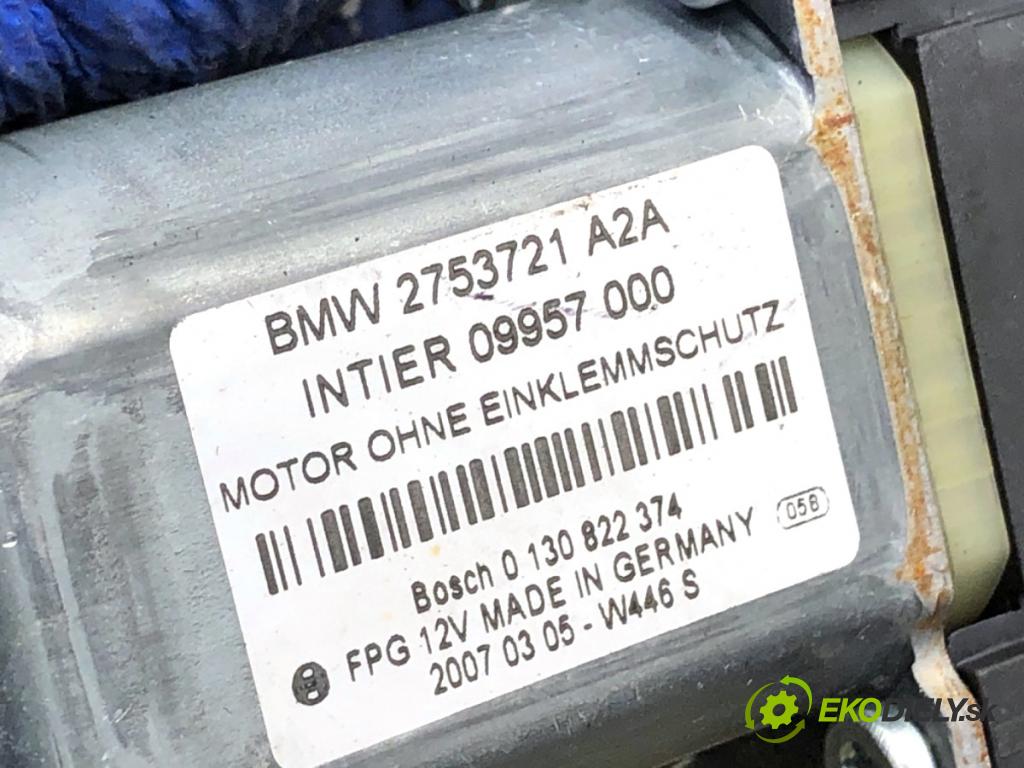 BMW 2753721 A2A
INTIER 09957 000
MOTOR OHNE EINKLEMMSCHUTZ
Bosch 0 130 822 374
FPG 12V MADE IN GERMANY 058
2007 03 05 - W446 S
EKODIELY.sk